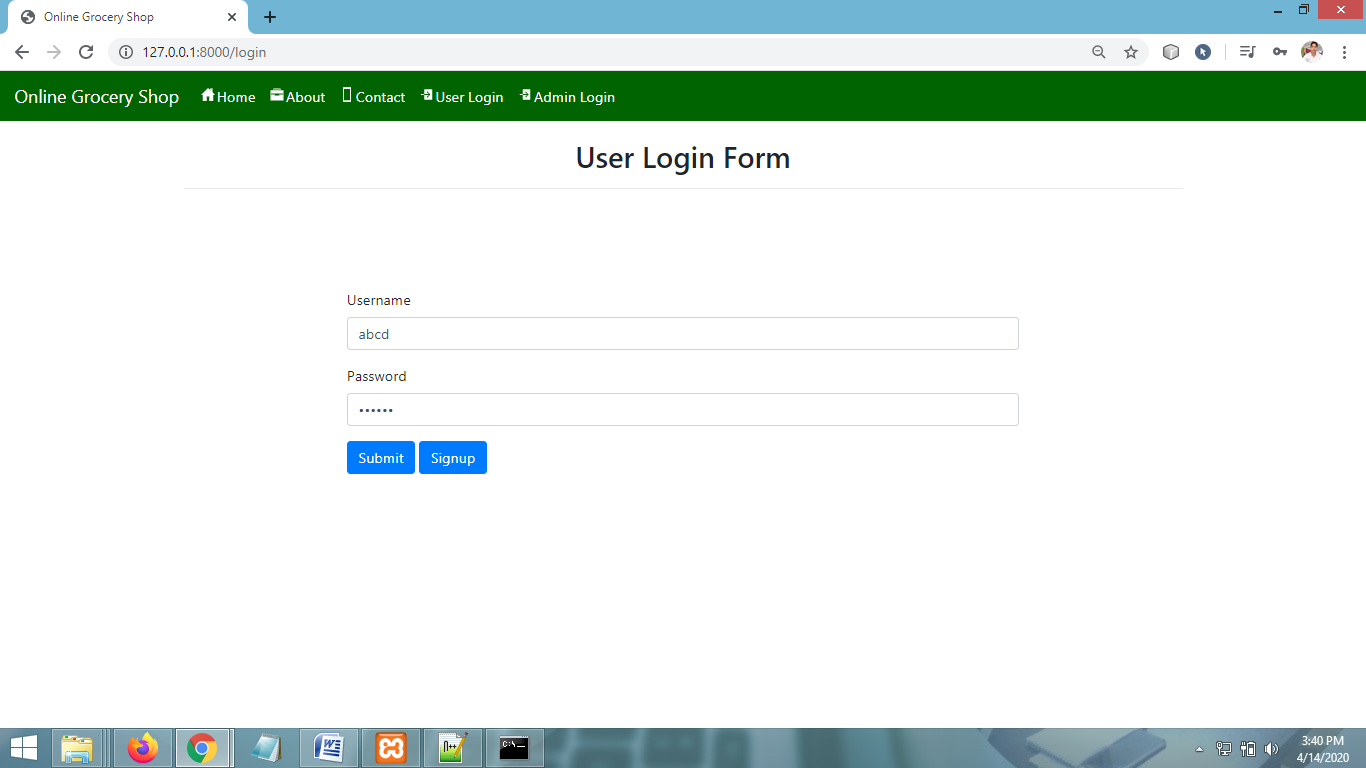 Online Grocery Shop
127.0.0.1:8000/login
Online Grocery Shop Home About Contact User Login Admin Login
User Login Form
Username
abcd
Password
••••••
Submit Signup
3:40 PM
4/14/2020